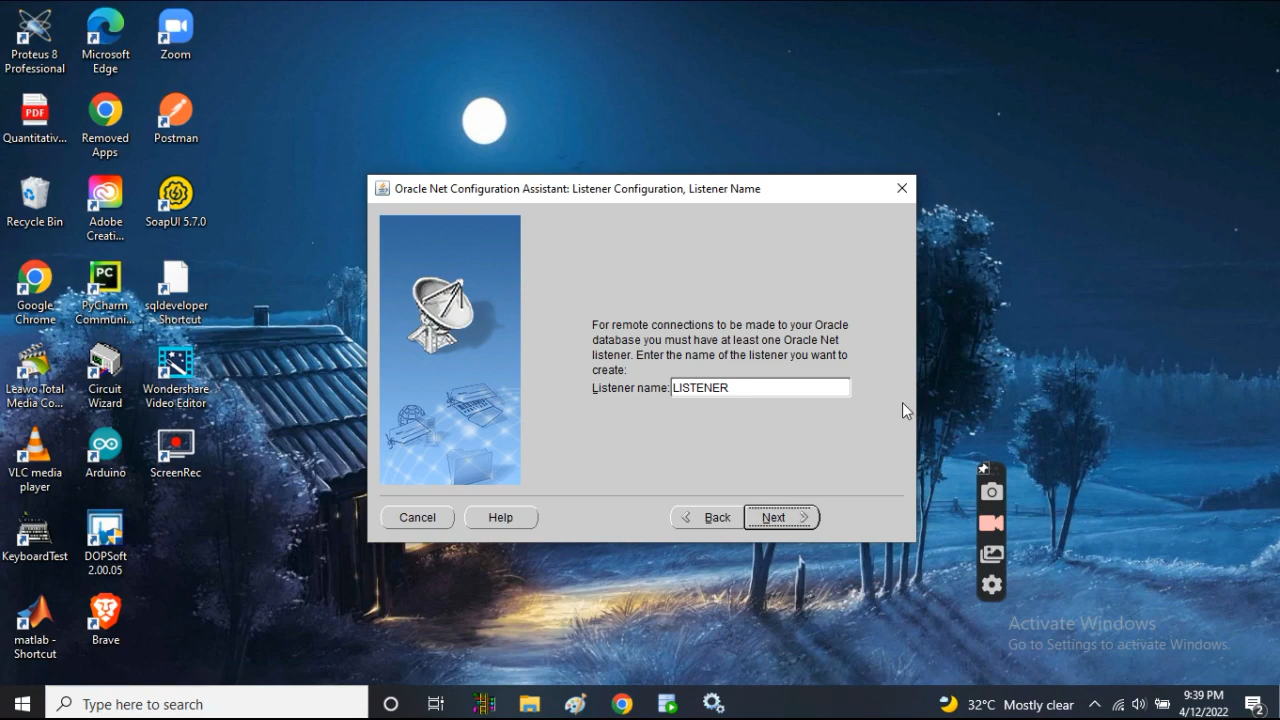 Proteus 8
Professional
Microsoft
Edge
Zoom
PDF
Quantitativ...
Removed
Apps
Postman
Recycle Bin
Adobe
Creati...
SoapUI 5.7.0
Google
Chrome
PC
PyCharm
Communi...
sqldeveloper
- Shortcut
Leawo Total
Media Co...
Circuit
Wizard
Wondershare
Video Editor
VLC media
player
Arduino
ScreenRec
KeyboardTest
DOPSoft
2.00.05
matlab -
Shortcut
Brave
Oracle Net Configuration Assistant: Listener Configuration, Listener Name
For remote connections to be made to your Oracle
database you must have at least one Oracle Net
listener. Enter the name of the listener you want to
create:
Listener name: LISTENER
Cancel
Help
Back
Next
Activate Windows
Go to Settings to activate Windows.
Type here to search
32°C Mostly clear
9:39 PM
4/12/2022
2